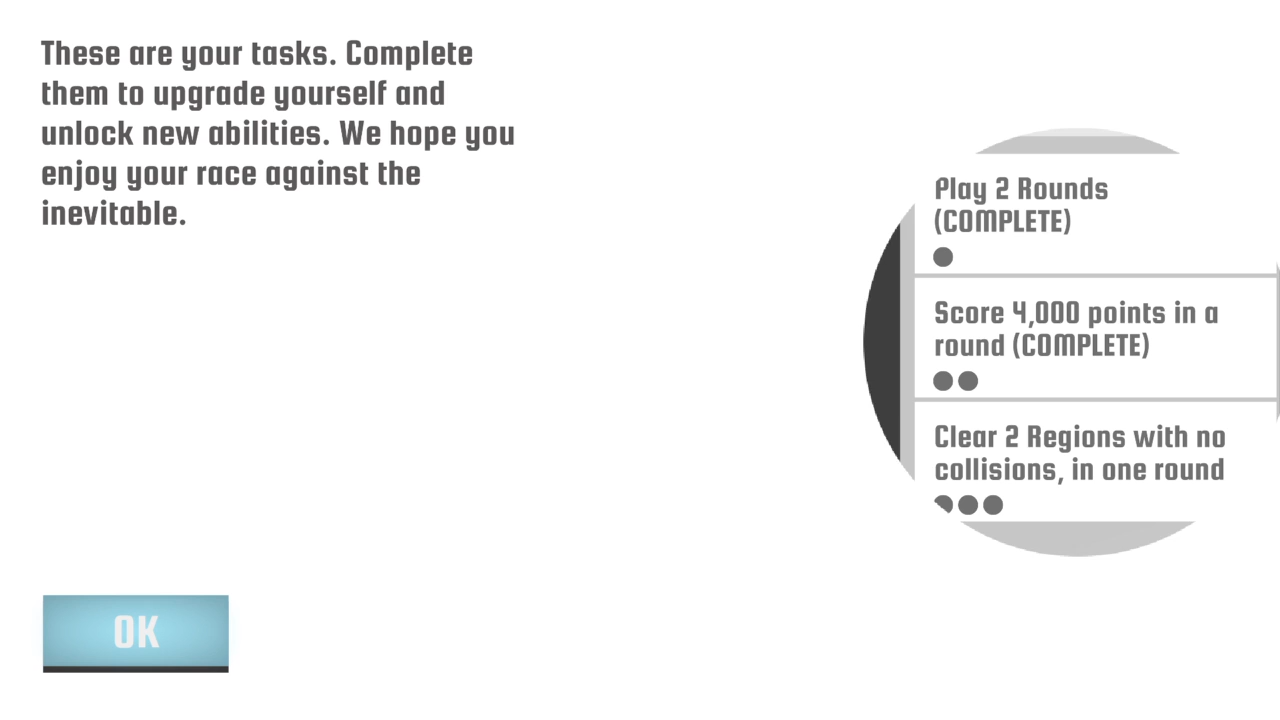 These are your tasks. Complete
them to upgrade yourself and
unlock new abilities. We hope you
enjoy your race against the
inevitable.
Play 2 Rounds
(COMPLETE)
Score 4,000 points in a
round (COMPLETE)
Clear 2 Regions with no
collisions, in one round
OK